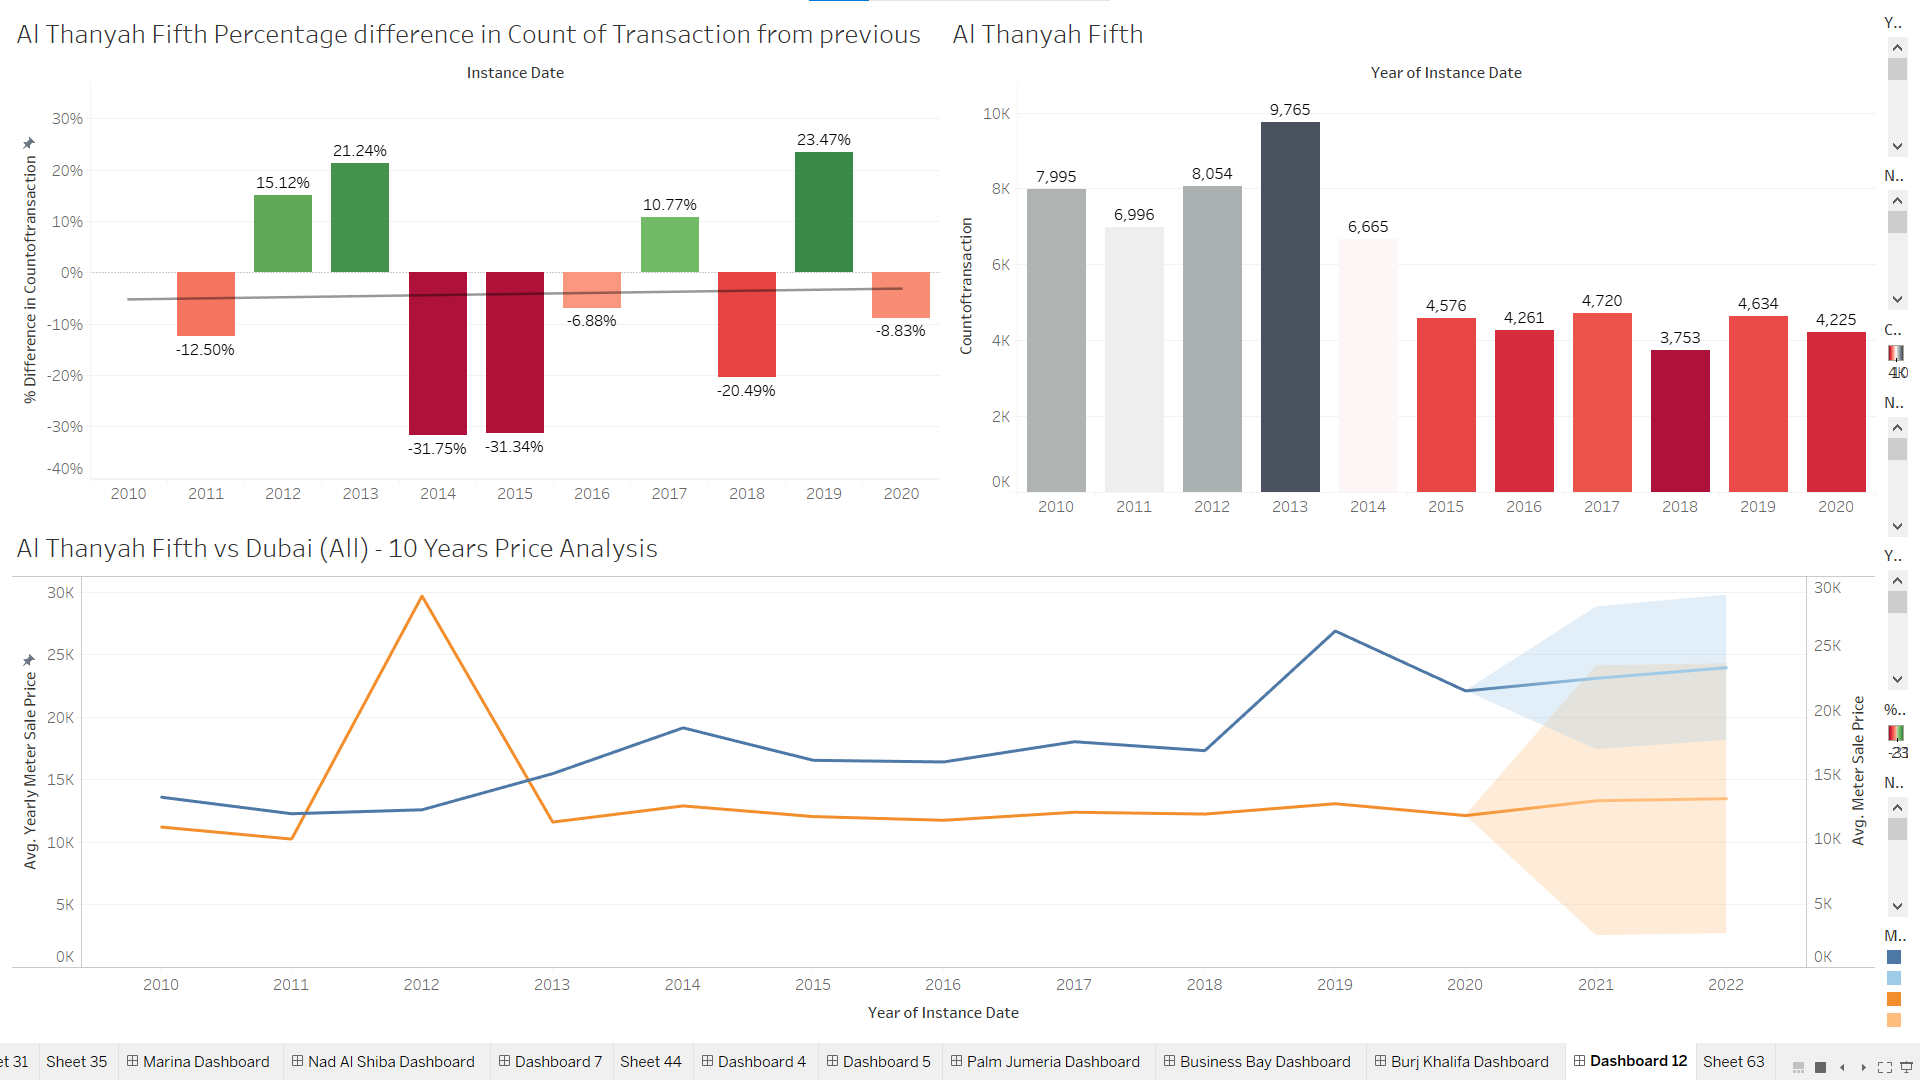 Al Thanyah Fifth Percentage difference in Count of Transaction from previous
Instance Date
% Difference in Countoftransaction
30%
20%
10%
0%
-10%
-20%
-30%
-40%
-12.50%
15.12%
21.24%
-31.75%
-31.34%
-6.88%
10.77%
-20.49%
23.47%
-8.83%
2010 2011 2012 2013 2014 2015 2016 2017 2018 2019 2020
Al Thanyah Fifth
Year of Instance Date
Countoftransaction
10K
8K
6K
4K
2K
0K
7,995
6,996
8,054
9,765
6,665
4,576
4,261
4,720
3,753
4,634
4,225
2010 2011 2012 2013 2014 2015 2016 2017 2018 2019 2020
Al Thanyah Fifth vs Dubai (All) - 10 Years Price Analysis
Avg. Yearly Meter Sale Price
30K
25K
20K
15K
10K
5K
0K
30K
25K
20K
15K
10K
5K
0K
Avg. Meter Sale Price
2010 2011 2012 2013 2014 2015 2016 2017 2018 2019 2020 2021 2022
Year of Instance Date
Y..
N..
C..
N..
Y..
%..
N..
M..
et 31 Sheet 35 Marina Dashboard Nad Al Shiba Dashboard Dashboard 7 Sheet 44 Dashboard 4 Dashboard 5 Palm Jumeria Dashboard Business Bay Dashboard Burj Khalifa Dashboard Dashboard 12 Sheet 63